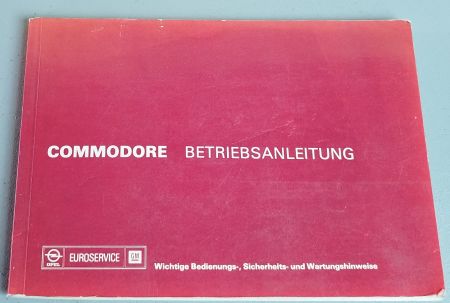 COMMODORE BETRIEBSANLEITUNG
OPEL EUROSERVICE GM
Wichtige Bedienungs-, Sicherheits- und Wartungshinweise